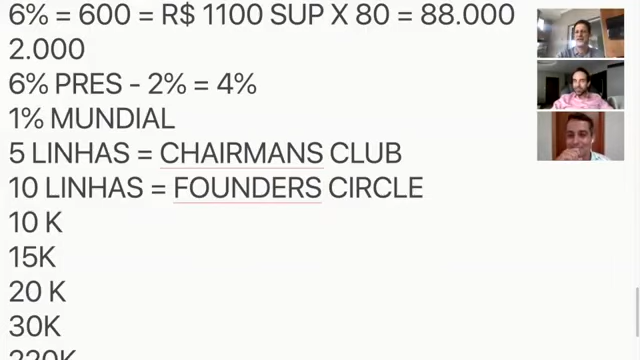 6% = 600 = R$ 1100 SUP X 80 = 88.000
2.000
6% PRES - 2% = 4%
1% MUNDIAL
5 LINHAS = CHAIRMANS CLUB
10 LINHAS = FOUNDERS CIRCLE
10 K
15K
20 K
30K
220K